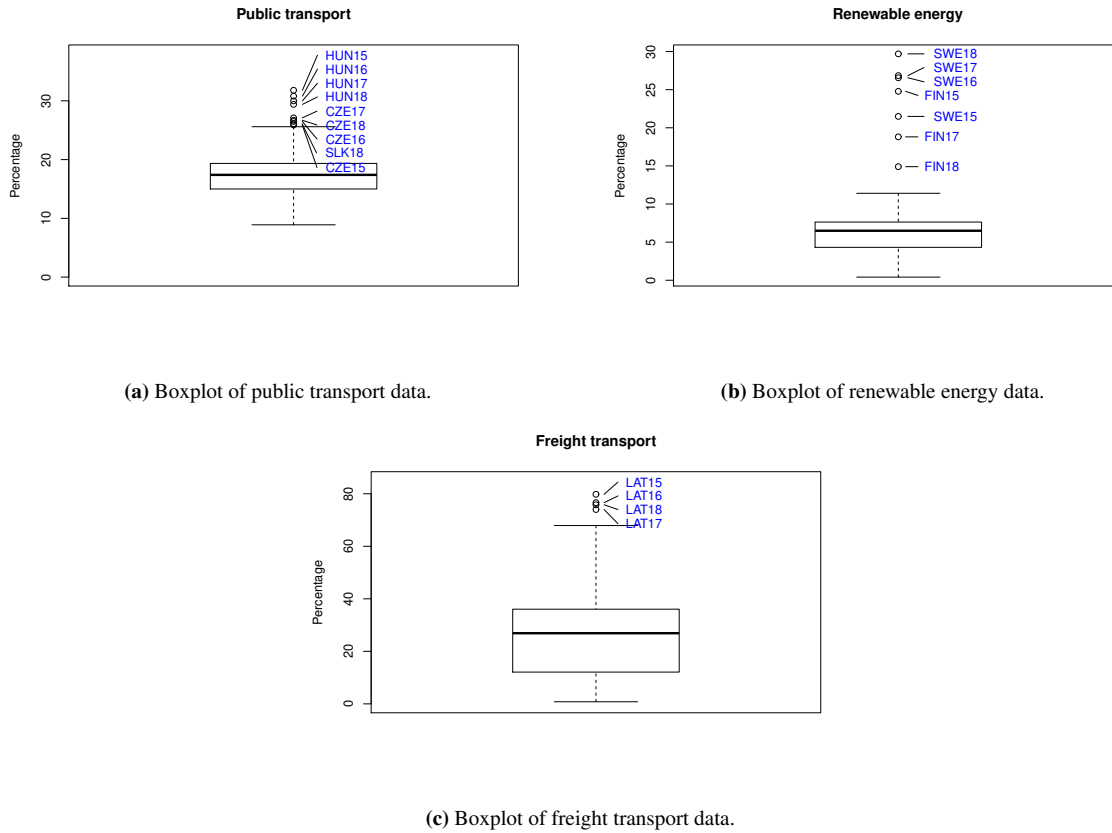 Public transport
HUN15
HUN16
HUN17
HUN18
CZE17
CZE18
CZE16
SLK18
CZE15
Percentage
0
10
20
30
(a) Boxplot of public transport data.
Renewable energy
SWE18
SWE17
SWE16
FIN15
SWE15
FIN17
FIN18
Percentage
0
5
10
15
20
25
30
(b) Boxplot of renewable energy data.
Freight transport
LAT15
LAT16
LAT18
LAT17
Percentage
0
20
40
60
80
(c) Boxplot of freight transport data.